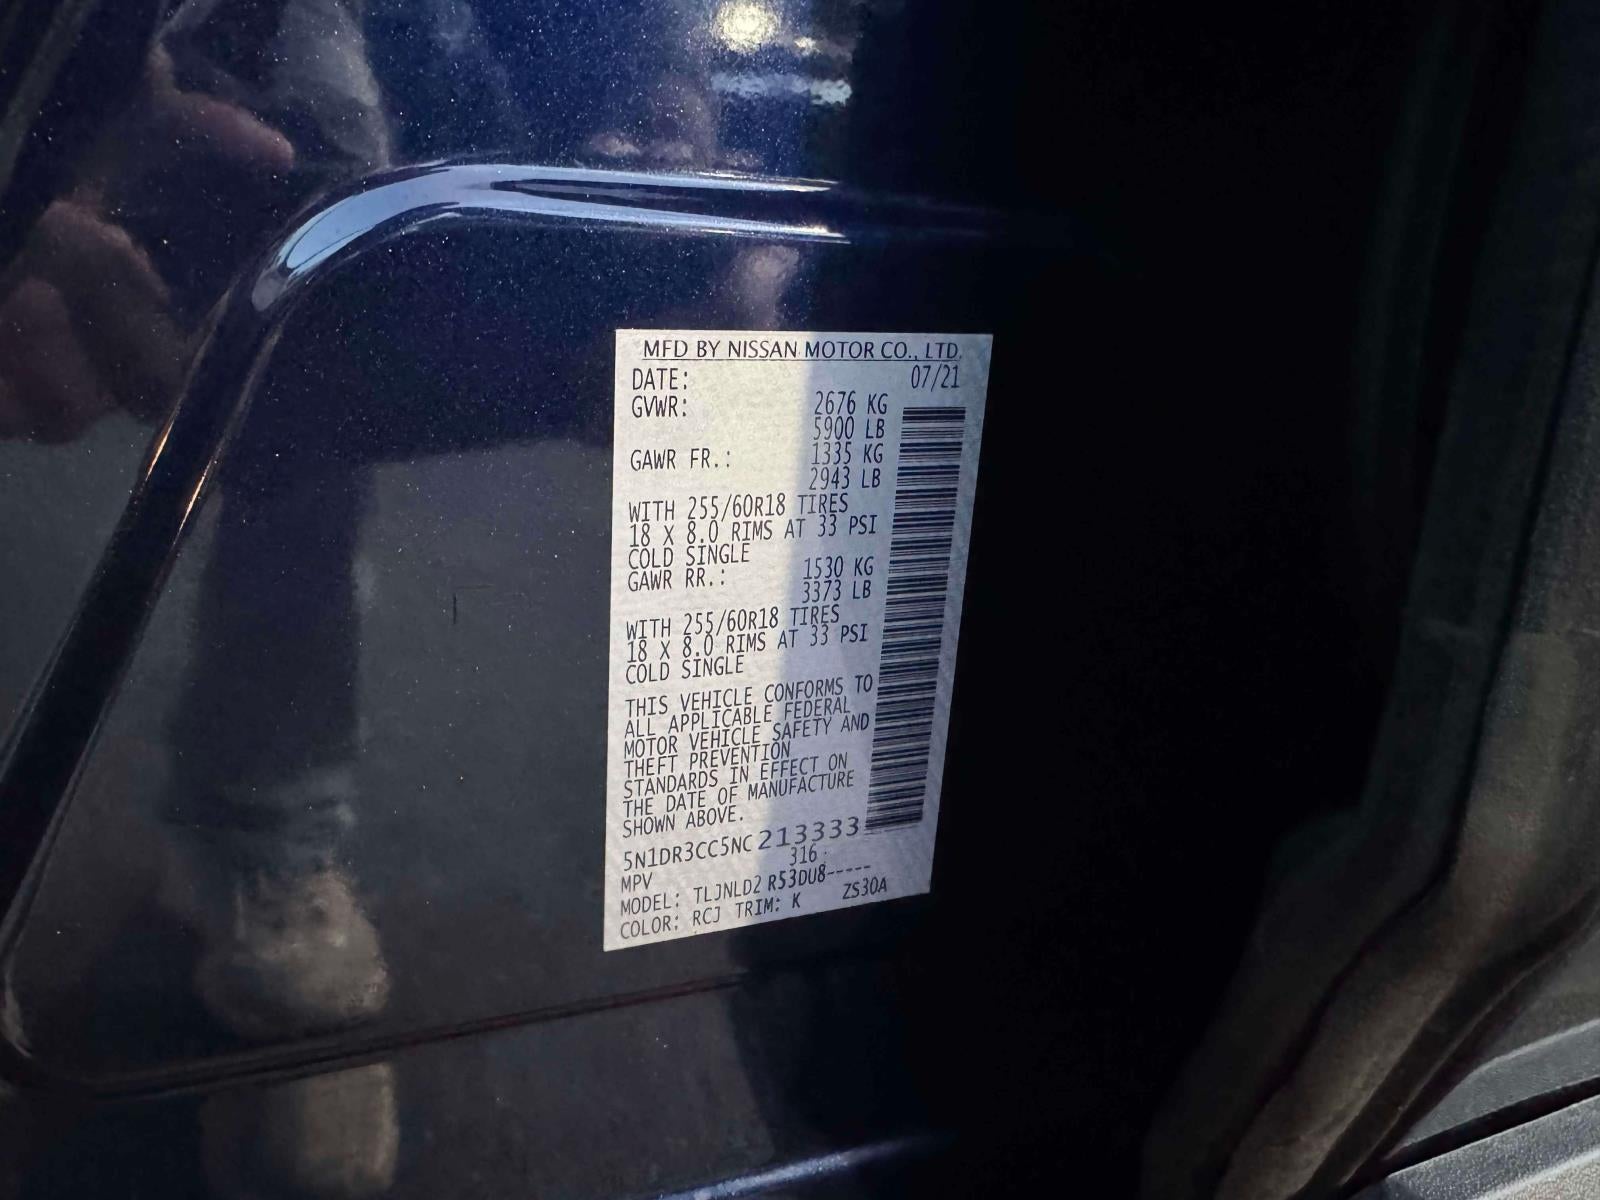 MFD BY NISSAN MOTOR CO., LTD.
DATE: 07/21
GVWR: 2676 KG
5900 LB
GAWR FR.: 1335 KG
2943 LB
WITH 255/60R18 TIRES
18 X 8.0 RIMS AT 33 PSI
COLD SINGLE
GAWR RR.: 1530 KG
3373 LB
WITH 255/60R18 TIRES
18 X 8.0 RIMS AT 33 PSI
COLD SINGLE
THIS VEHICLE CONFORMS TO
ALL APPLICABLE FEDERAL
MOTOR VEHICLE SAFETY AND
THEFT PREVENTION
STANDARDS IN EFFECT ON
THE DATE OF MANUFACTURE
SHOWN ABOVE.
5N1DR3CC5NC213333
MPV 316
MODEL: TLJNLD2 R53DU8-----
COLOR: RCJ TRIM: K ZS30A